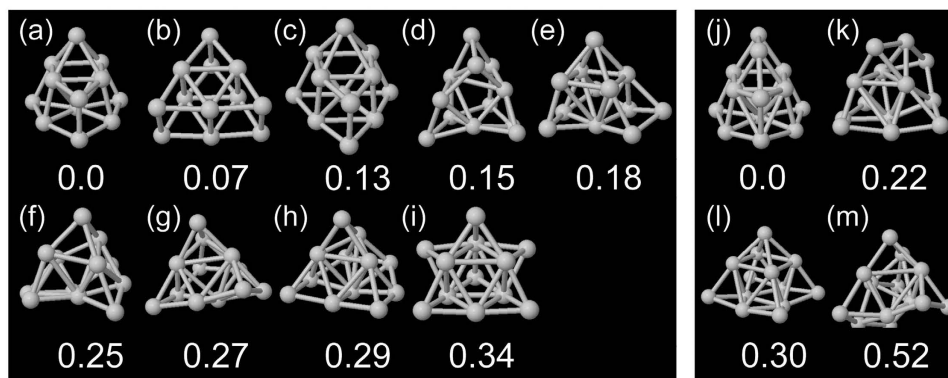 (a) (b) (c) (d) (e)
0.0 0.07 0.13 0.15 0.18
(f) (g) (h) (i)
0.25 0.27 0.29 0.34
(j) (k)
0.0 0.22
(l) (m)
0.30 0.52